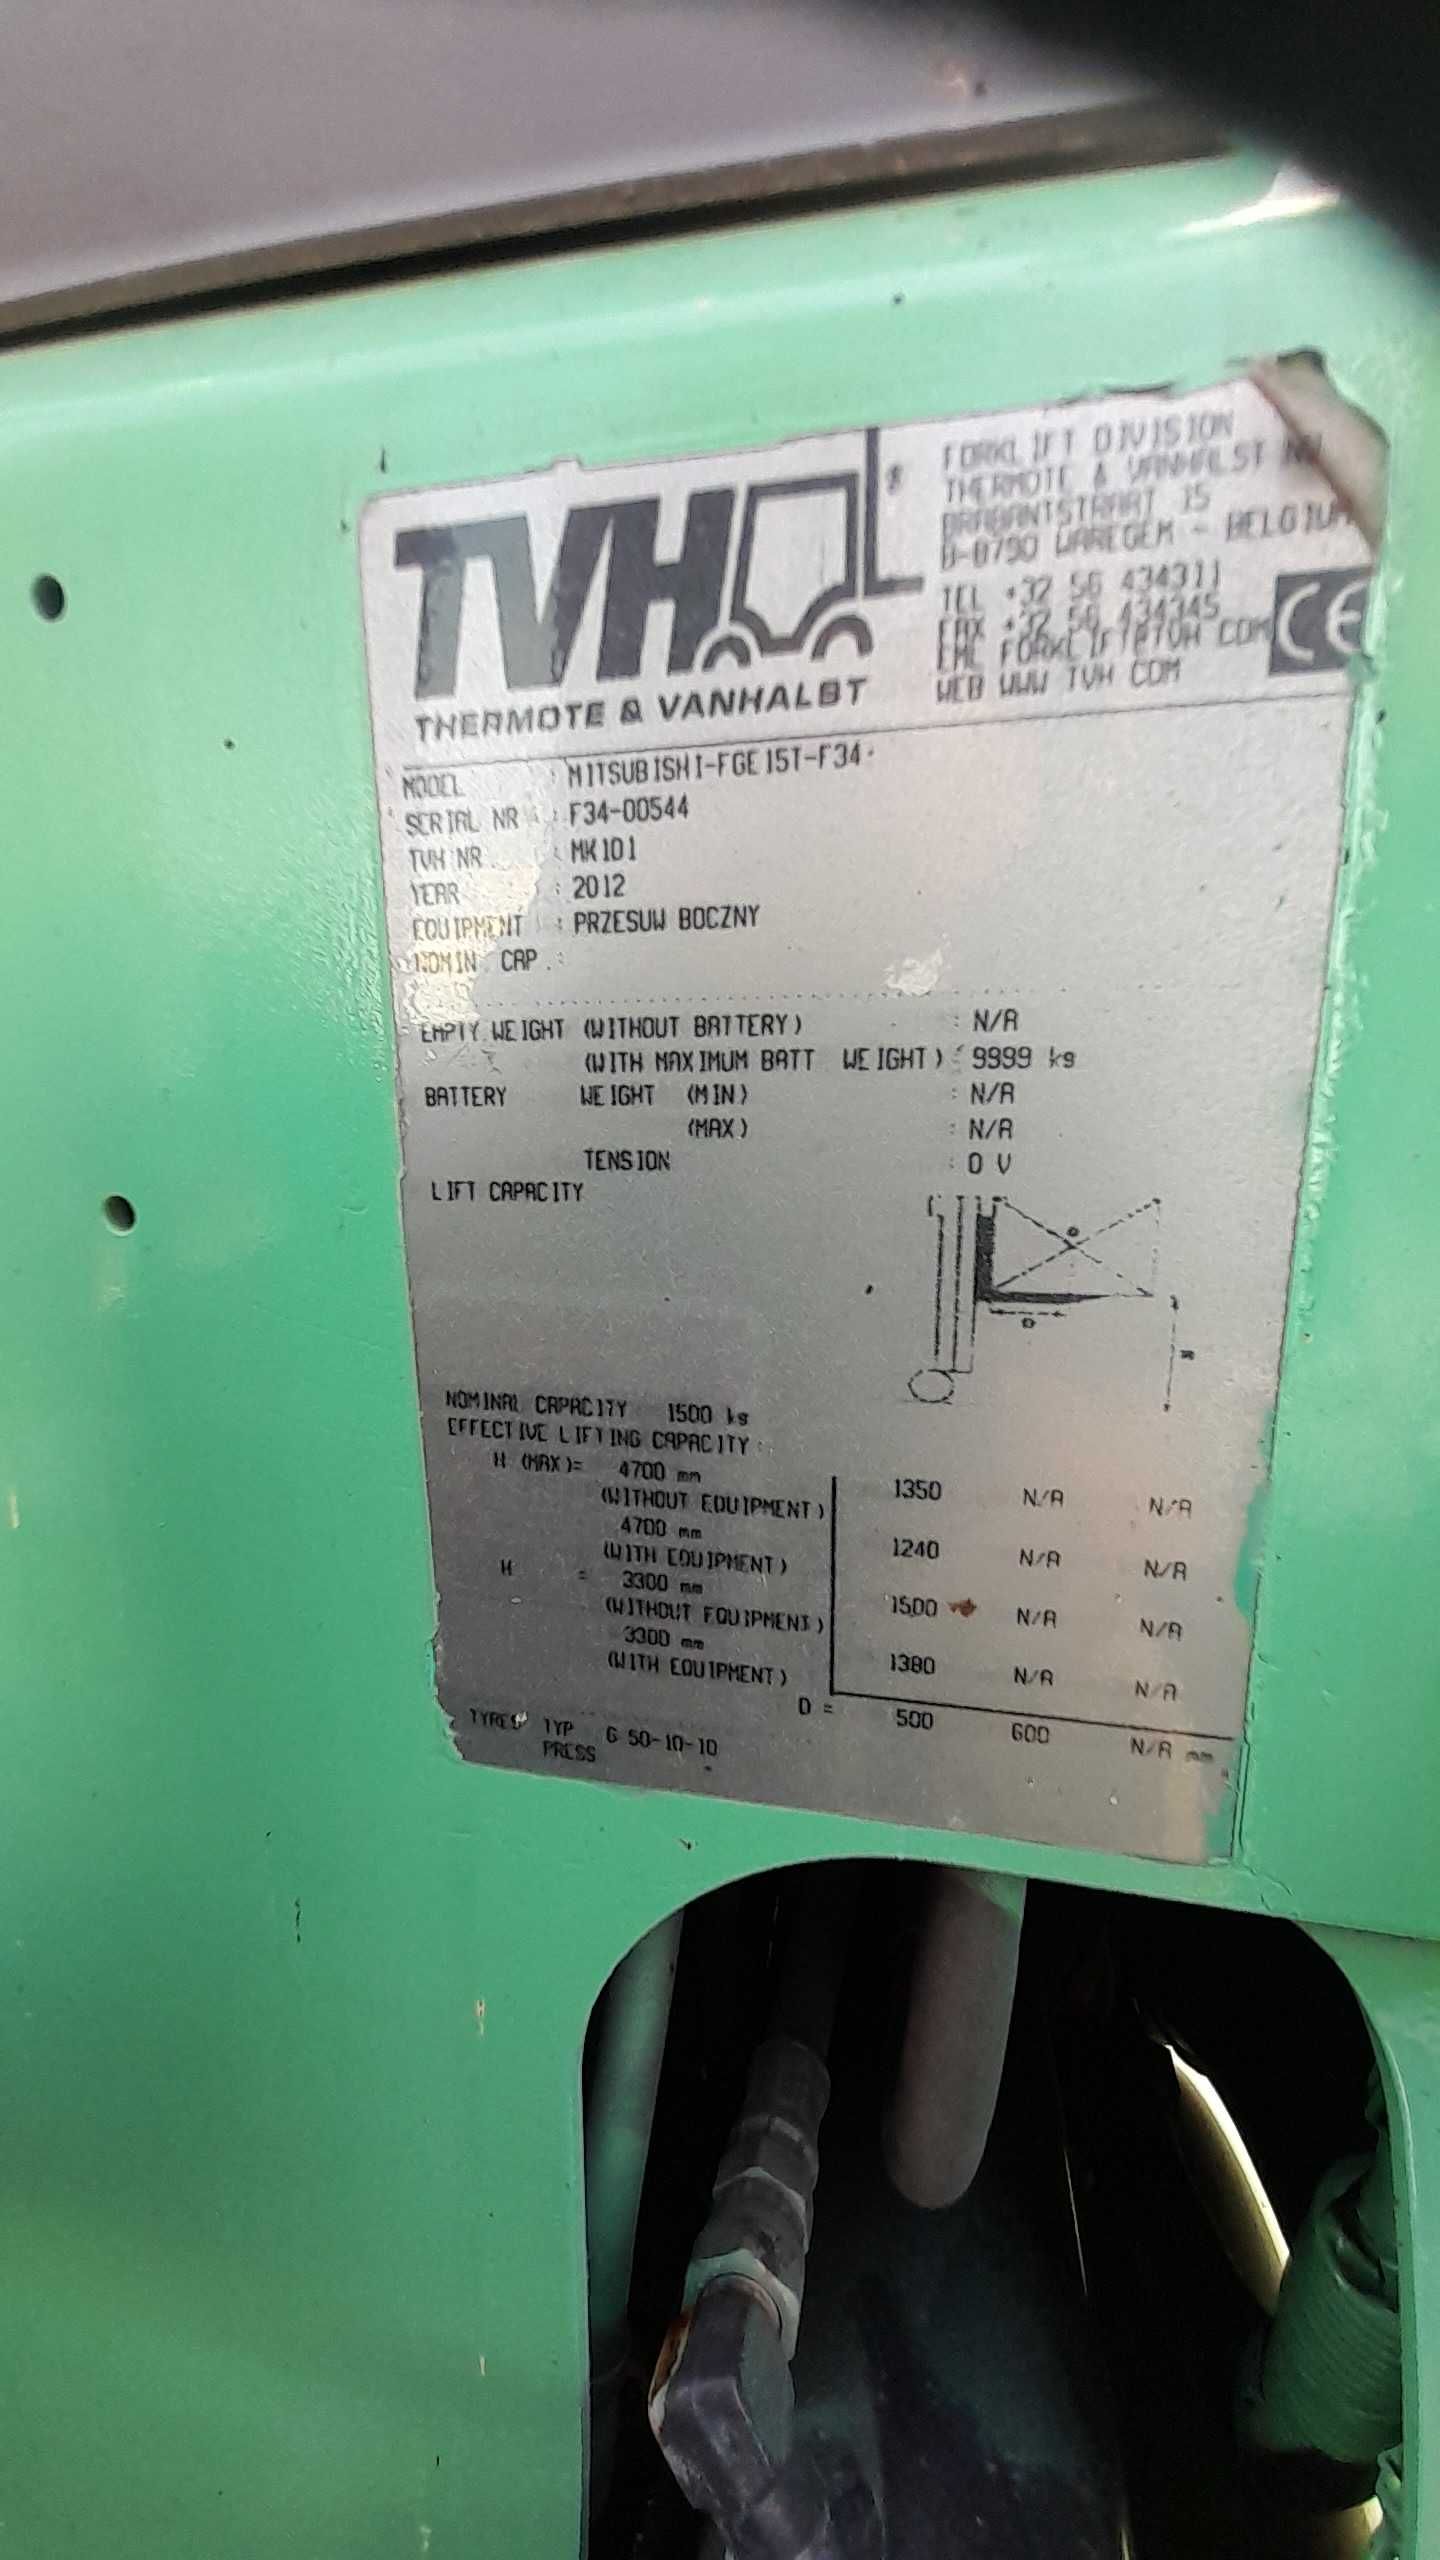 TVH
®
THERMOTE & VANHALST
FORKLIFT DIVISION
THERMOTE & VANHALST NV
BRABANTSTRAAT 15
B-8790 WAREGEM - BELGIUM
TEL +32 56 434311
FAX +32 56 434345
EML FORKLIFT@TVH COM
WEB WWW TVH COM
CE
MODEL : MITSUBISHI-FGE15T-F34
SERIAL NR : F34-00544
TVH NR. : MK101
YEAR : 2012
EQUIPMENT : PRZESUW BOCZNY
NOMIN. CAP.:
EMPTY WEIGHT (WITHOUT BATTERY) : N/A
(WITH MAXIMUM BATT WEIGHT) : 9999 kg
BATTERY WEIGHT (MIN) : N/A
(MAX) : N/A
TENSION : 0 V
LIFT CAPACITY
D
H
NOMINAL CAPACITY 1500 kg
EFFECTIVE LIFTING CAPACITY:
H (MAX)= 4700 mm
(WITHOUT EQUIPMENT) 1350 N/A N/A
4700 mm
(WITH EQUIPMENT) 1240 N/A N/A
H = 3300 mm
(WITHOUT EQUIPMENT) 1500 N/A N/A
3300 mm
(WITH EQUIPMENT) 1380 N/A N/A
D = 500 600 N/A mm
TYRES TYP 6 50-10-10
PRESS